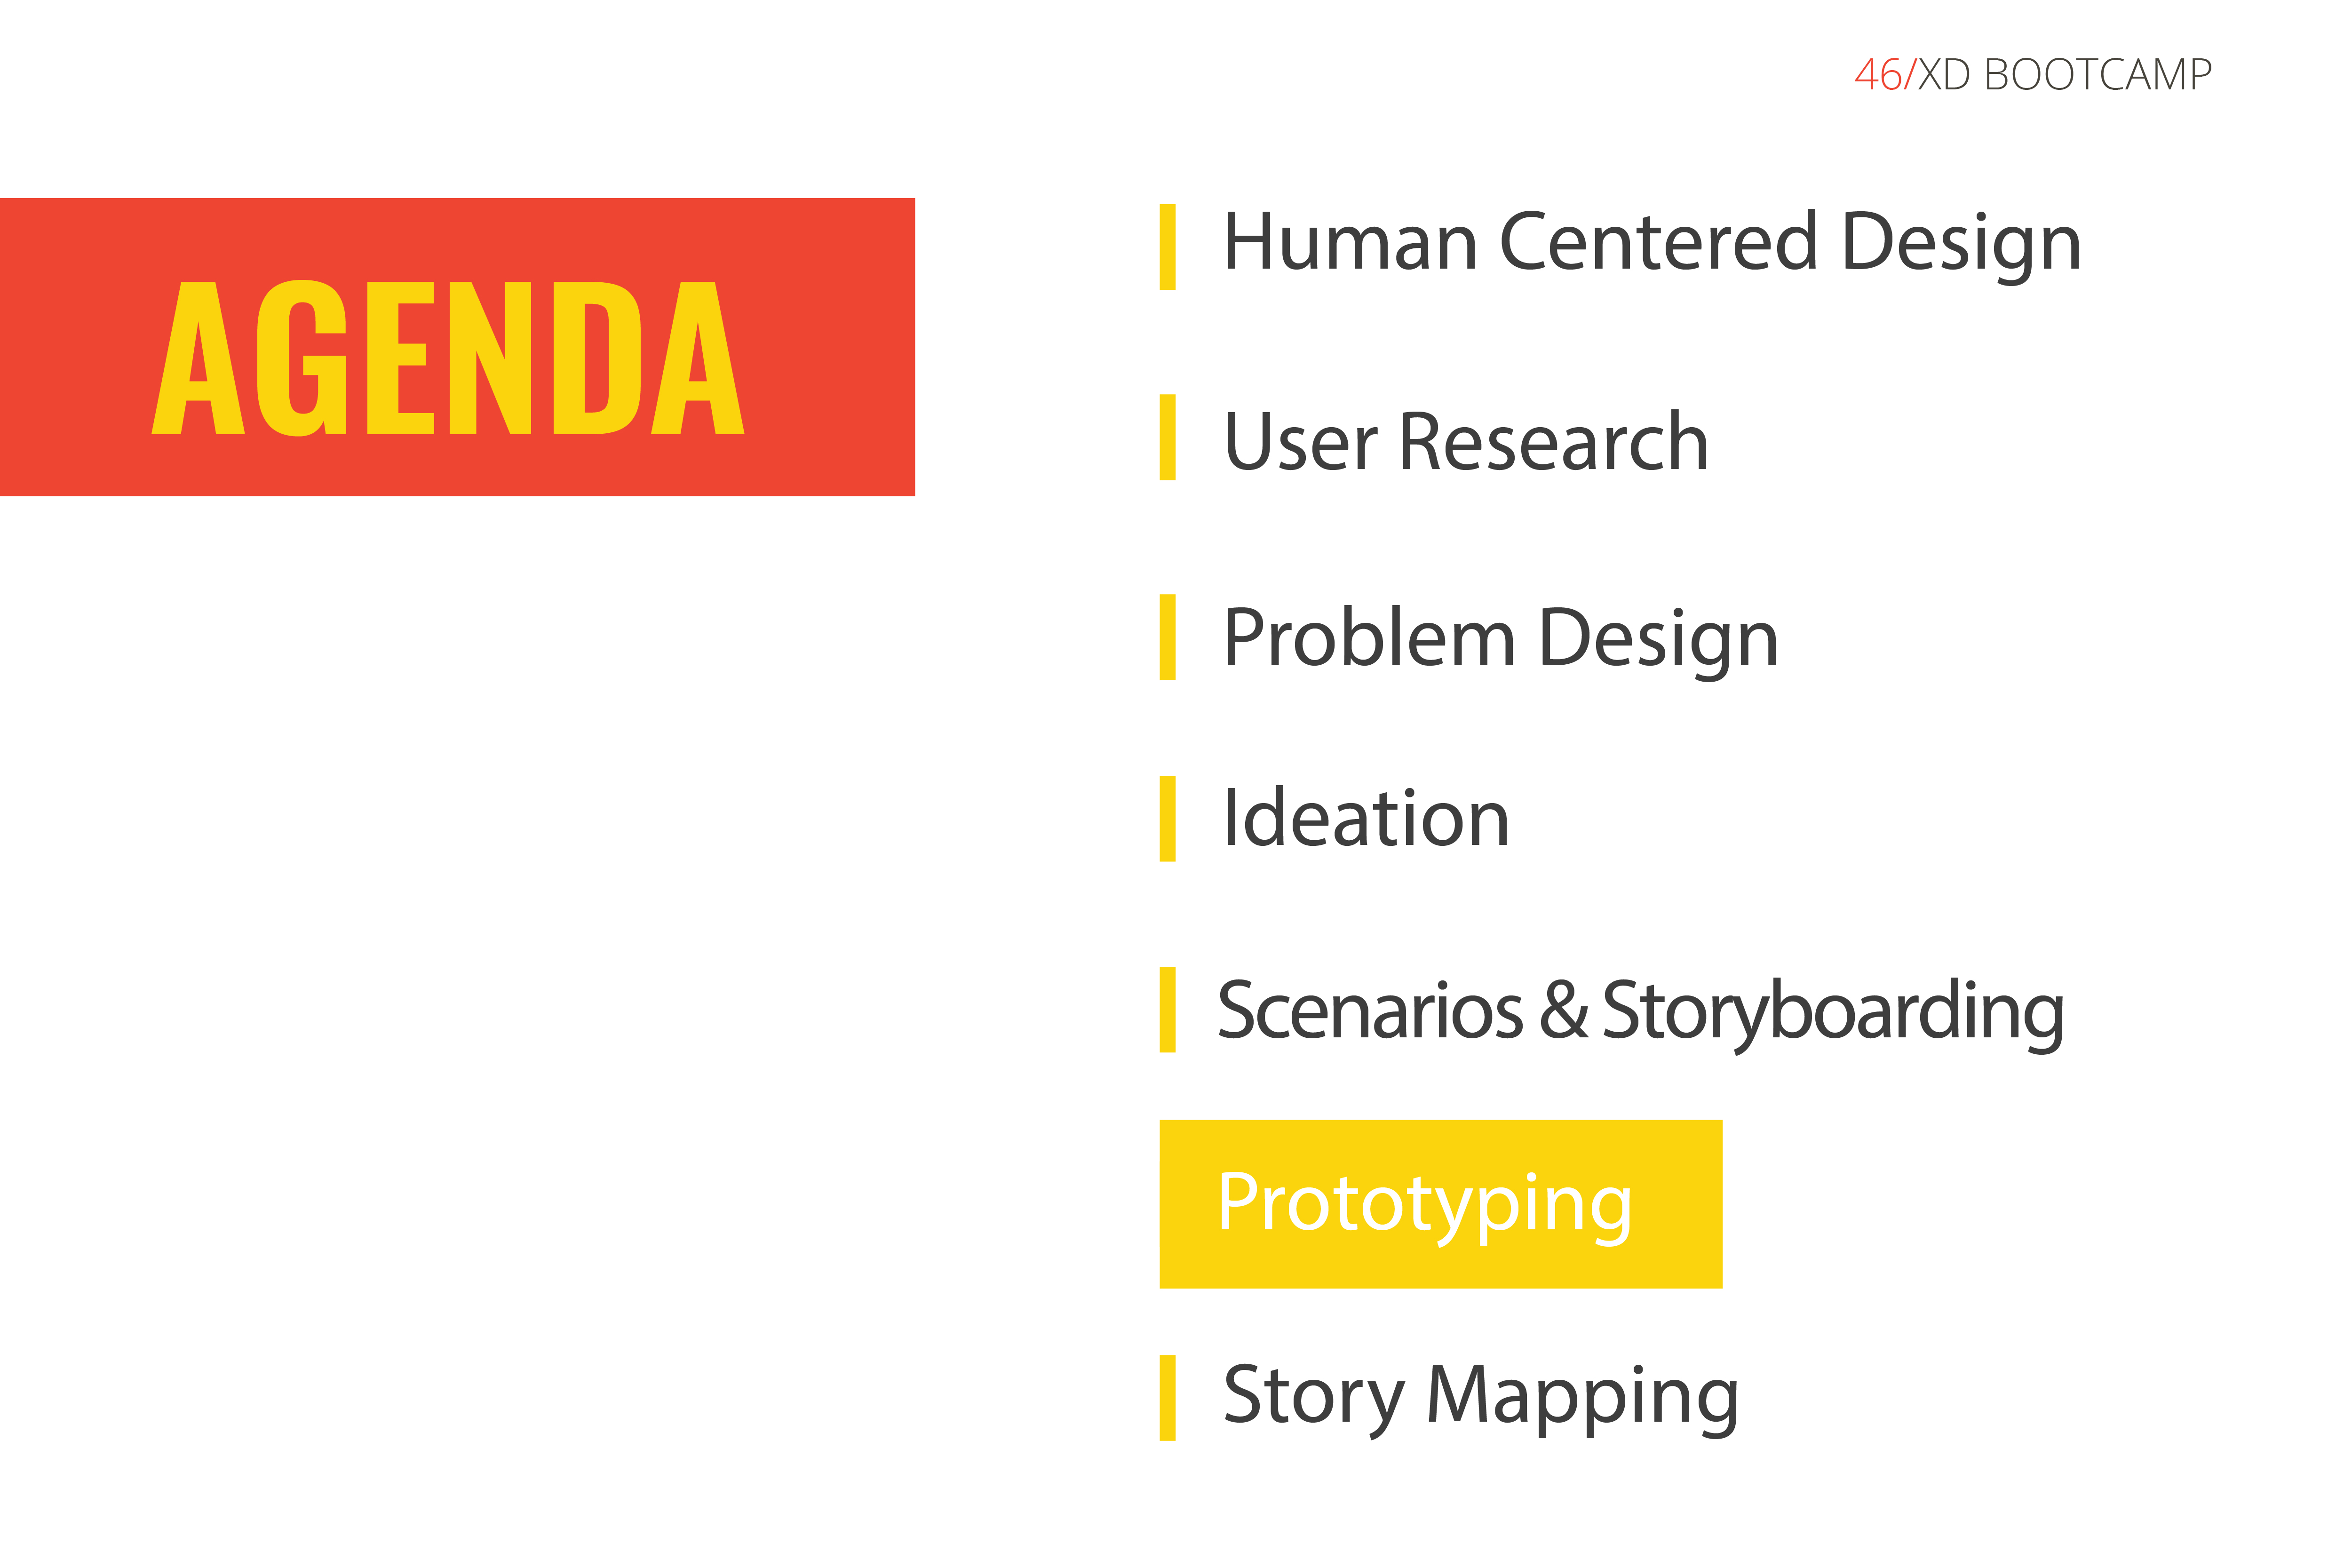 46/XD BOOTCAMP
AGENDA
Human Centered Design
User Research
Problem Design
Ideation
Scenarios & Storyboarding
Prototyping
Story Mapping